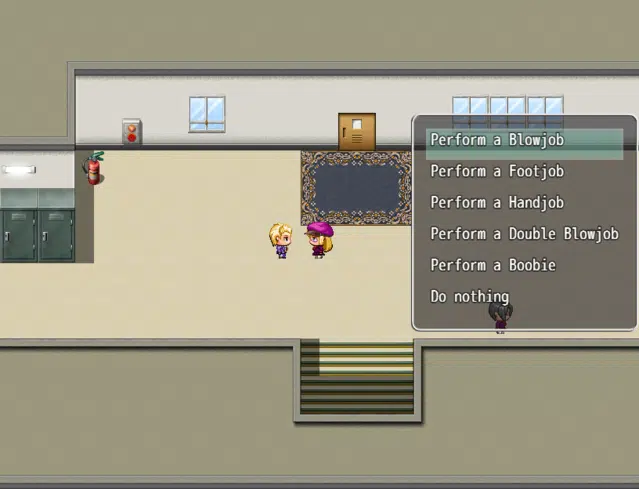 Perform a Blowjob
Perform a Footjob
Perform a Handjob
Perform a Double Blowjob
Perform a Boobie
Do nothing